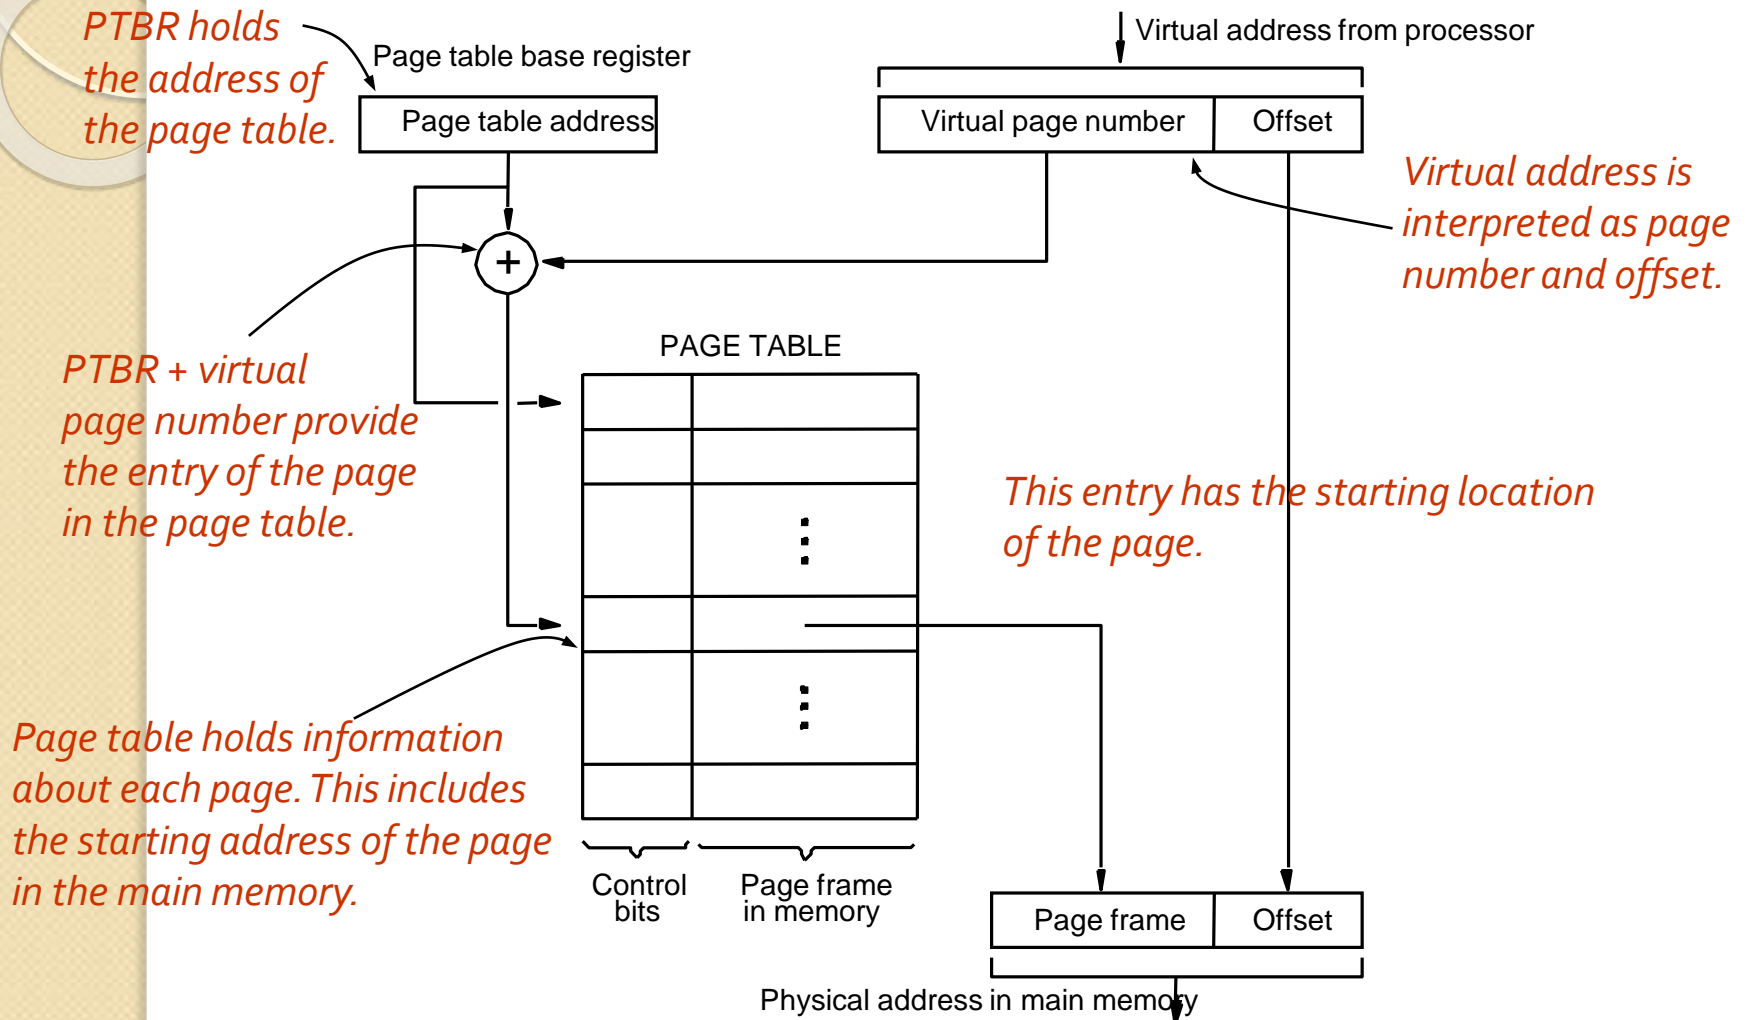 PTBR holds
the address of
the page table.
Page table base register
Page table address
Virtual address from processor
Virtual page number
Offset
Virtual address is
interpreted as page
number and offset.
+
PTBR + virtual
page number provide
the entry of the page
in the page table.
PAGE TABLE
This entry has the starting location
of the page.
Page table holds information
about each page. This includes
the starting address of the page
in the main memory.
Control
bits
Page frame
in memory
Page frame
Offset
Physical address in main memory